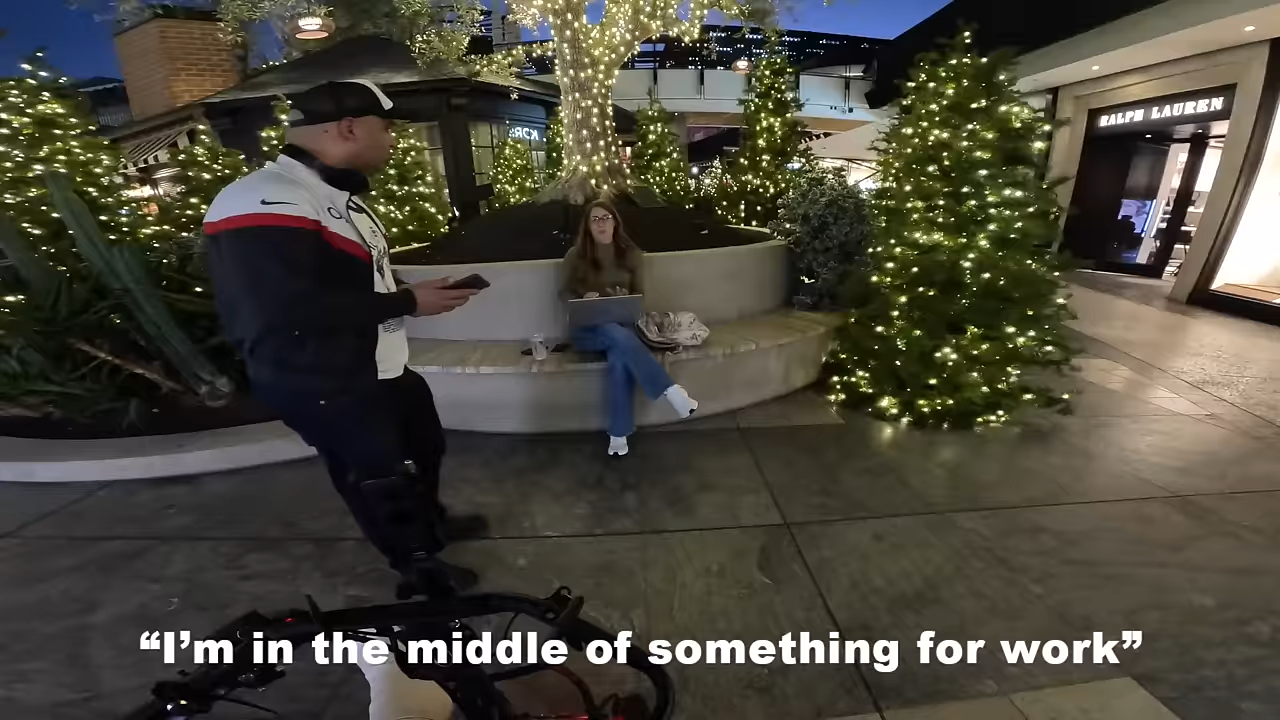 RALPH LAUREN
“I’m in the middle of something for work”